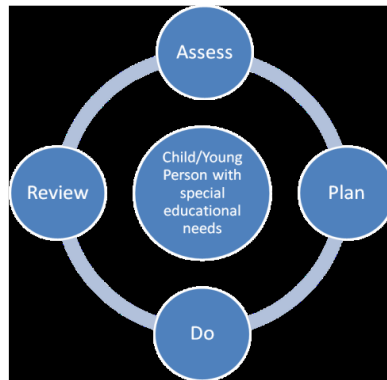 Assess
Child/Young
Person with
special
educational
needs
Review
Plan
Do